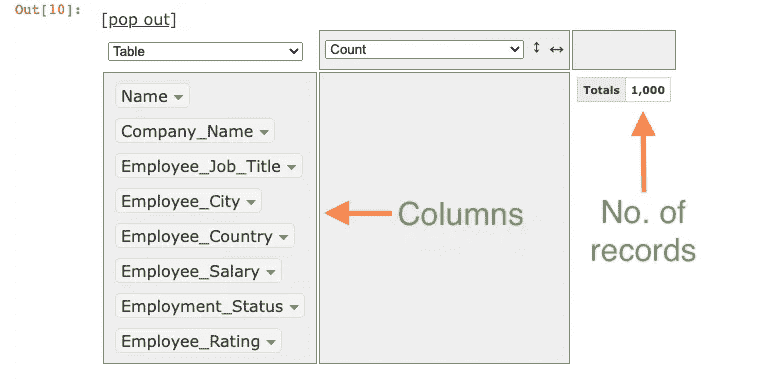 Out[10]:
[pop out]
Table
Count ↕ ↔
Totals 1,000
Name
Company_Name
Employee_Job_Title
Employee_City
Employee_Country
Employee_Salary
Employment_Status
Employee_Rating
Columns
No. of
records